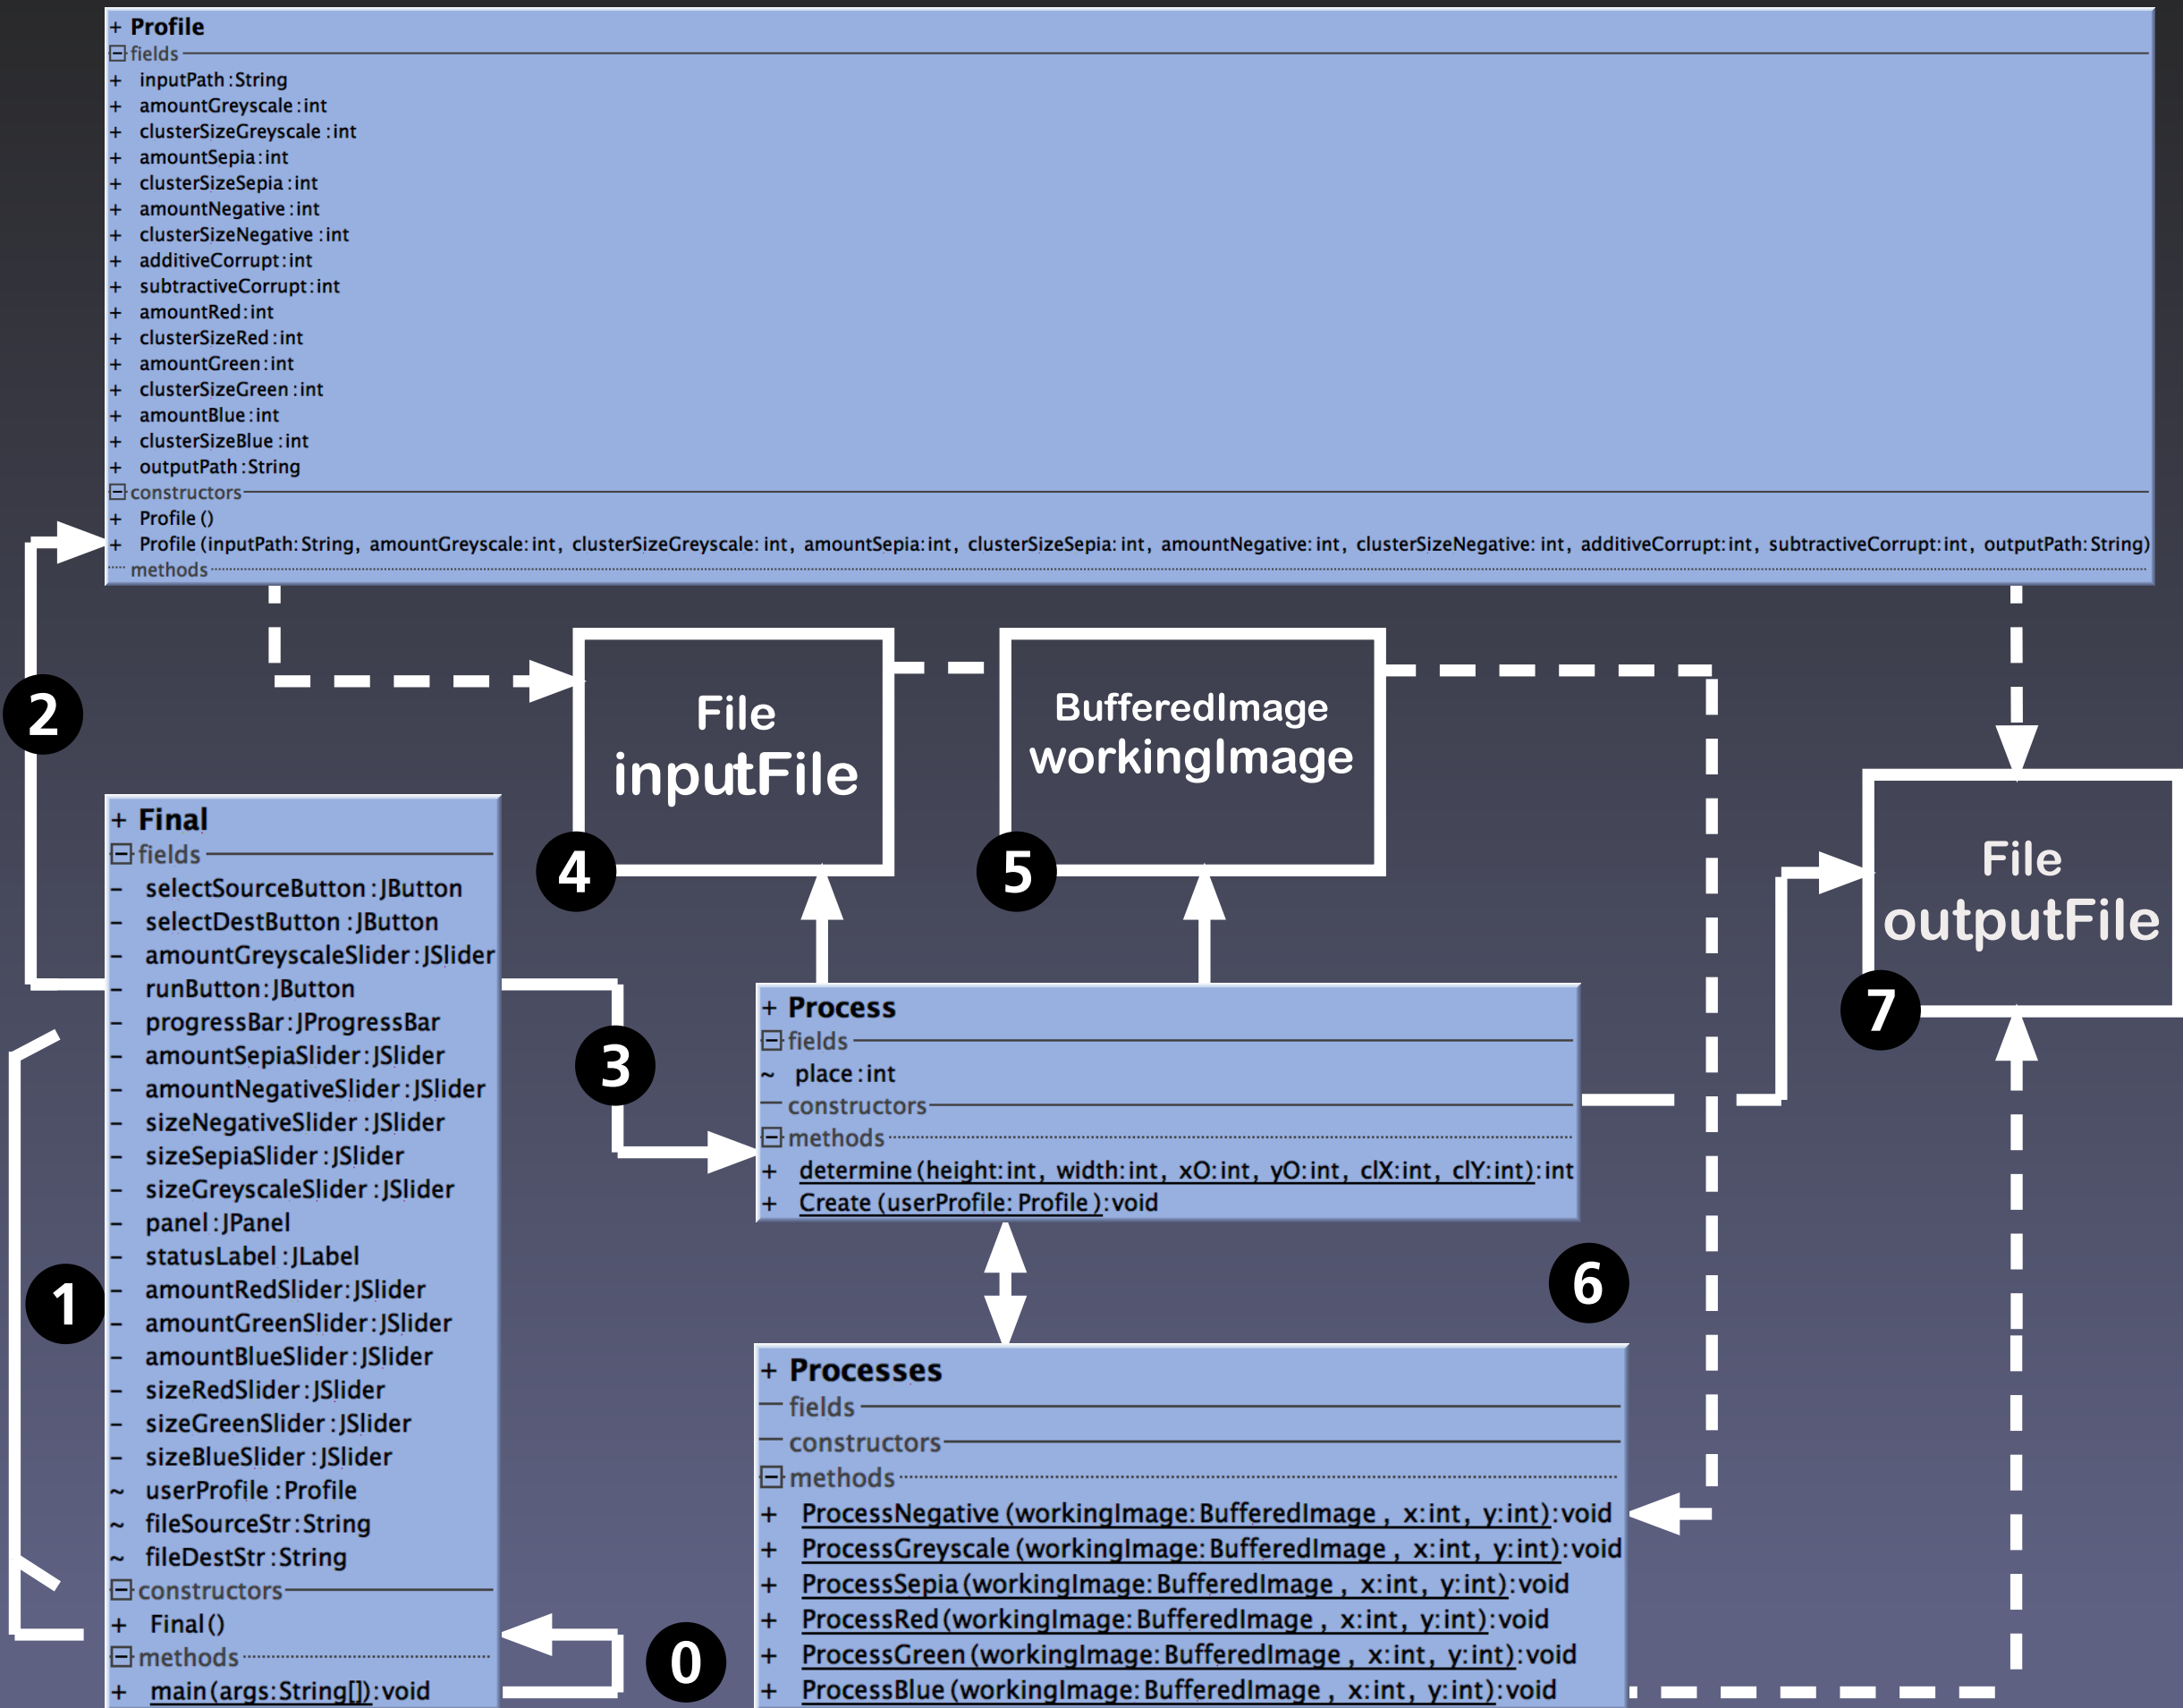 + Profile
fields
+ inputPath:String
+ amountGreyscale:int
+ clusterSizeGreyscale:int
+ amountSepia:int
+ clusterSizeSepia:int
+ amountNegative:int
+ clusterSizeNegative:int
+ additiveCorrupt:int
+ subtractiveCorrupt:int
+ amountRed:int
+ clusterSizeRed:int
+ amountGreen:int
+ clusterSizeGreen:int
+ amountBlue:int
+ clusterSizeBlue:int
+ outputPath:String
constructors
+ Profile()
+ Profile(inputPath:String, amountGreyscale:int, clusterSizeGreyscale:int, amountSepia:int, clusterSizeSepia:int, amountNegative:int, clusterSizeNegative:int, additiveCorrupt:int, subtractiveCorrupt:int, outputPath:String)
methods
2
File
inputFile
4
BufferedImage
workingImage
5
File
outputFile
7
+ Final
fields
- selectSourceButton:JButton
- selectDestButton:JButton
- amountGreyscaleSlider:JSlider
- runButton:JButton
- progressBar:JProgressBar
- amountSepiaSlider:JSlider
- amountNegativeSlider:JSlider
- sizeNegativeSlider:JSlider
- sizeSepiaSlider:JSlider
- sizeGreyscaleSlider:JSlider
- panel:JPanel
- statusLabel:JLabel
- amountRedSlider:JSlider
- amountGreenSlider:JSlider
- amountBlueSlider:JSlider
- sizeRedSlider:JSlider
- sizeGreenSlider:JSlider
- sizeBlueSlider:JSlider
~ userProfile:Profile
~ fileSourceStr:String
~ fileDestStr:String
constructors
+ Final()
methods
+ main(args:String[]):void
1
0
3
+ Process
fields
~ place:int
constructors
methods
+ determine(height:int, width:int, xO:int, yO:int, clX:int, clY:int):int
+ Create(userProfile:Profile):void
6
+ Processes
fields
constructors
methods
+ ProcessNegative(workingImage:BufferedImage, x:int, y:int):void
+ ProcessGreyscale(workingImage:BufferedImage, x:int, y:int):void
+ ProcessSepia(workingImage:BufferedImage, x:int, y:int):void
+ ProcessRed(workingImage:BufferedImage, x:int, y:int):void
+ ProcessGreen(workingImage:BufferedImage, x:int, y:int):void
+ ProcessBlue(workingImage:BufferedImage, x:int, y:int):void